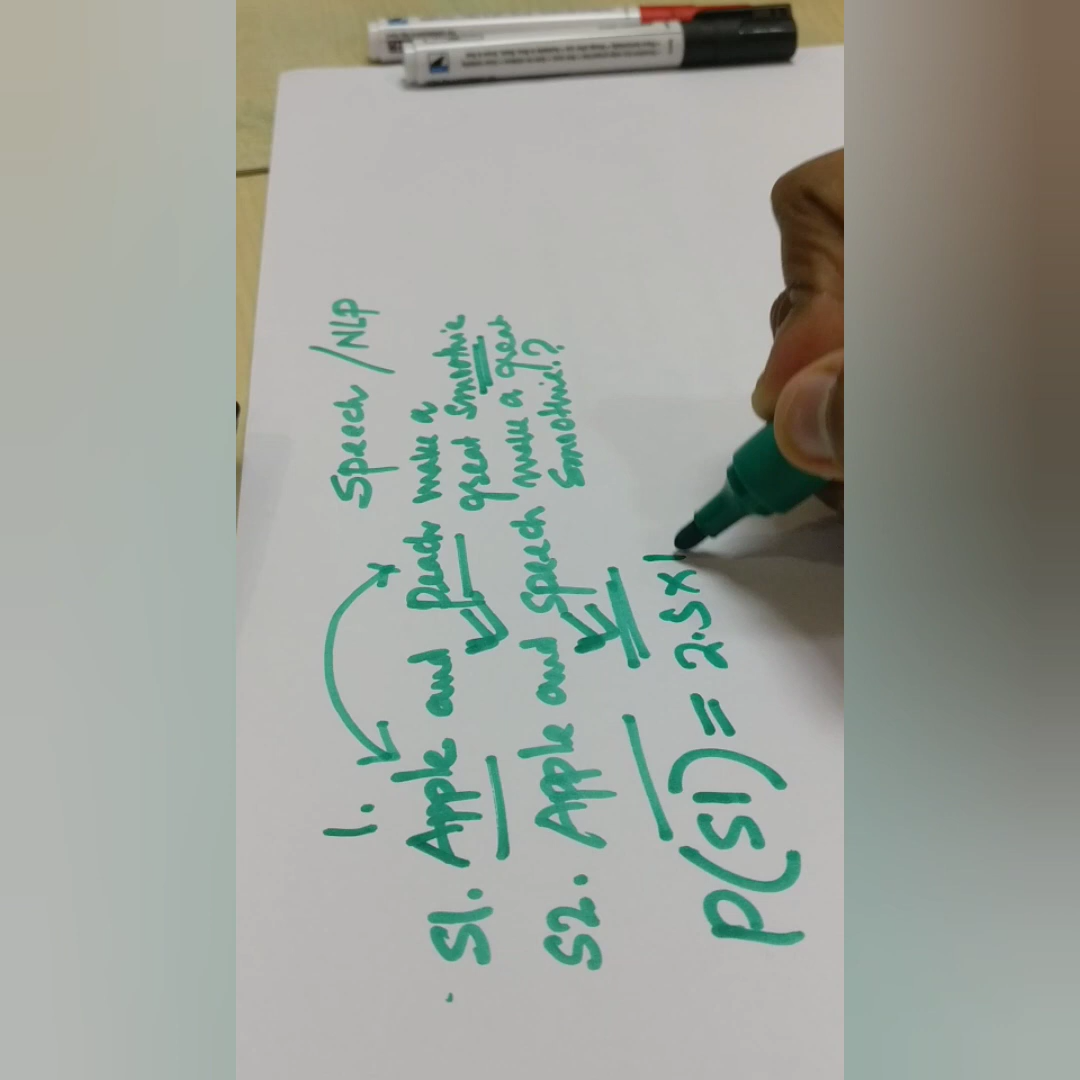 1. Speech / NLP
S1. Apple and Peach make a
great smoothie
S2. Apple and Speech make a great
smoothie.?
P(S1) = 2.5 x 1